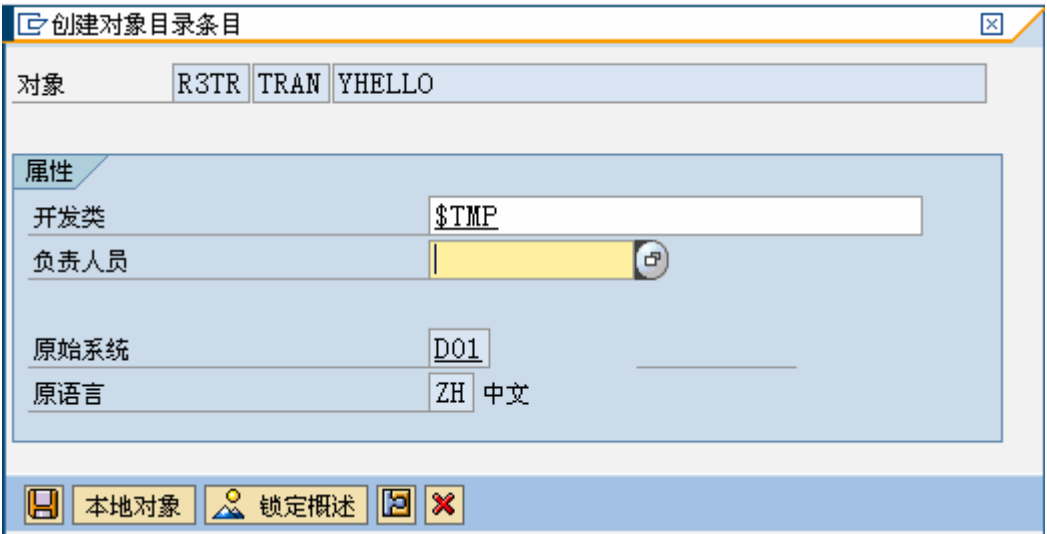 创建对象目录条目
对象 R3TR TRAN YHELLO
属性
开发类 $TMP
负责人员
原始系统 D01
原语言 ZH 中文
本地对象 锁定概述